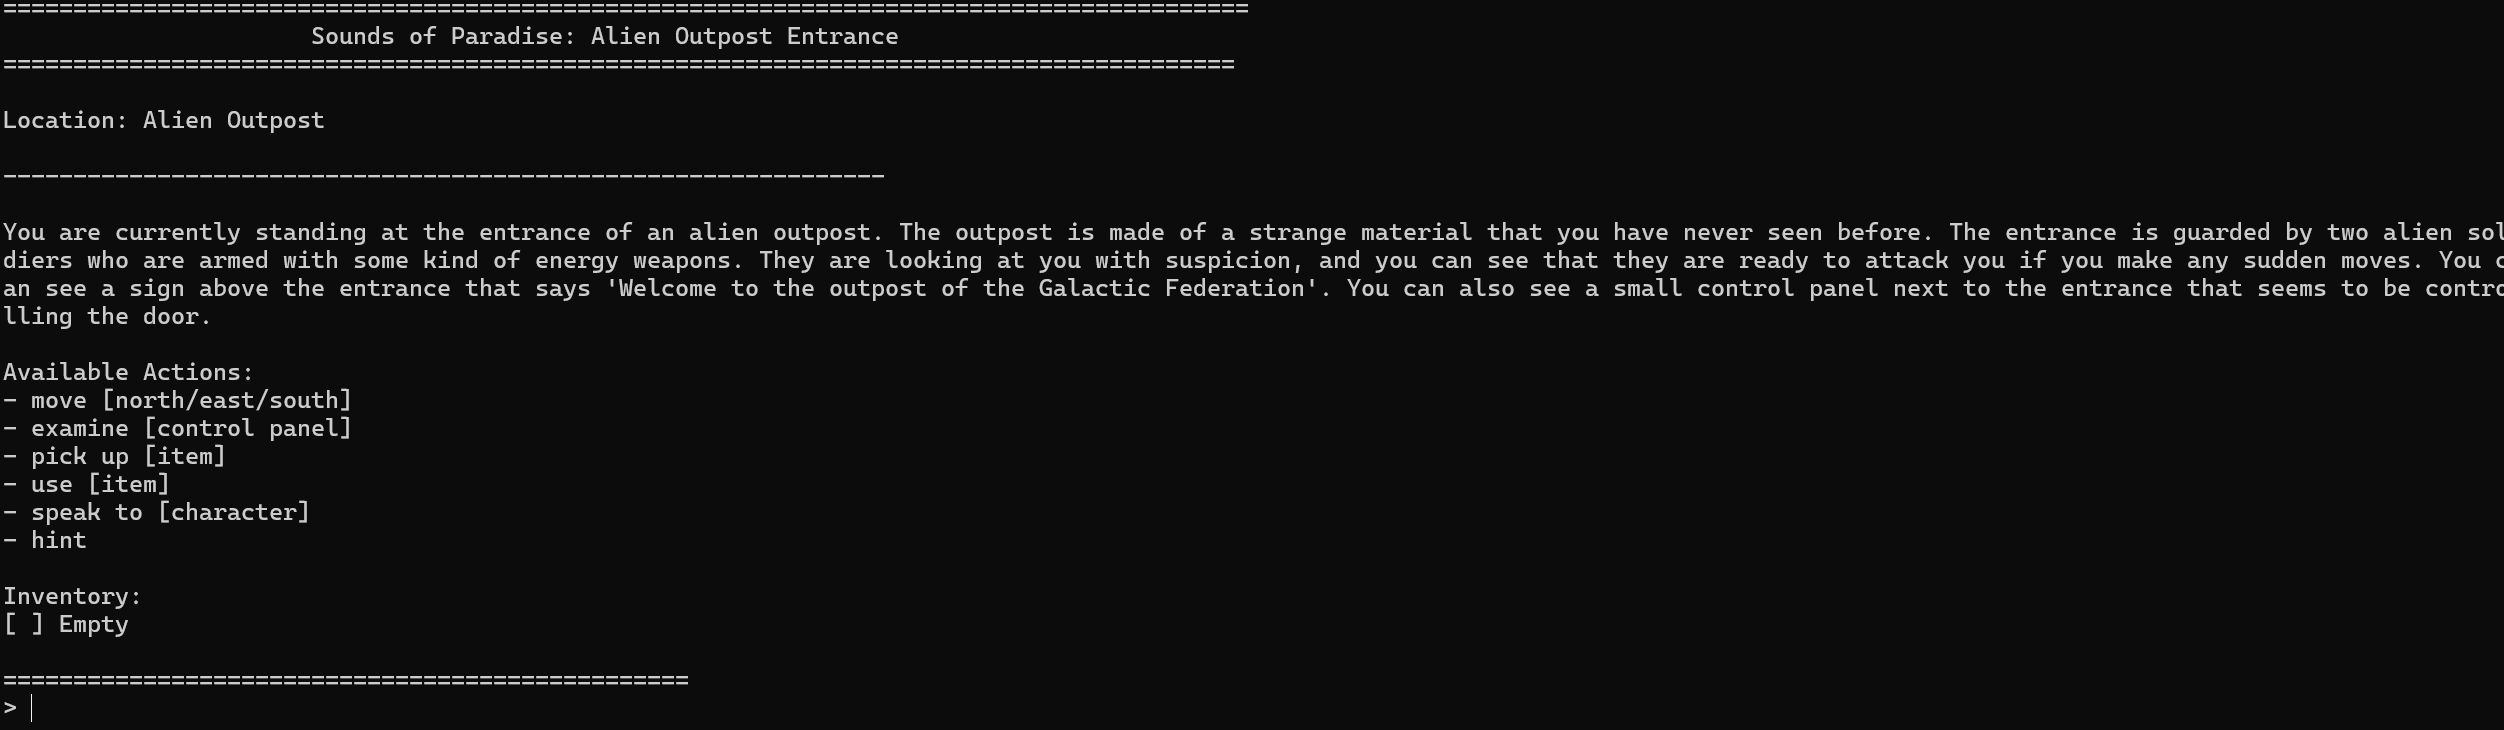 =========================================================================================
Sounds of Paradise: Alien Outpost Entrance
========================================================================================
Location: Alien Outpost
---------------------------------------------------------------
You are currently standing at the entrance of an alien outpost. The outpost is made of a strange material that you have never seen before. The entrance is guarded by two alien sol
diers who are armed with some kind of energy weapons. They are looking at you with suspicion, and you can see that they are ready to attack you if you make any sudden moves. You c
an see a sign above the entrance that says 'Welcome to the outpost of the Galactic Federation'. You can also see a small control panel next to the entrance that seems to be contro
lling the door.
Available Actions:
- move [north/east/south]
- examine [control panel]
- pick up [item]
- use [item]
- speak to [character]
- hint
Inventory:
[ ] Empty
=================================================
>